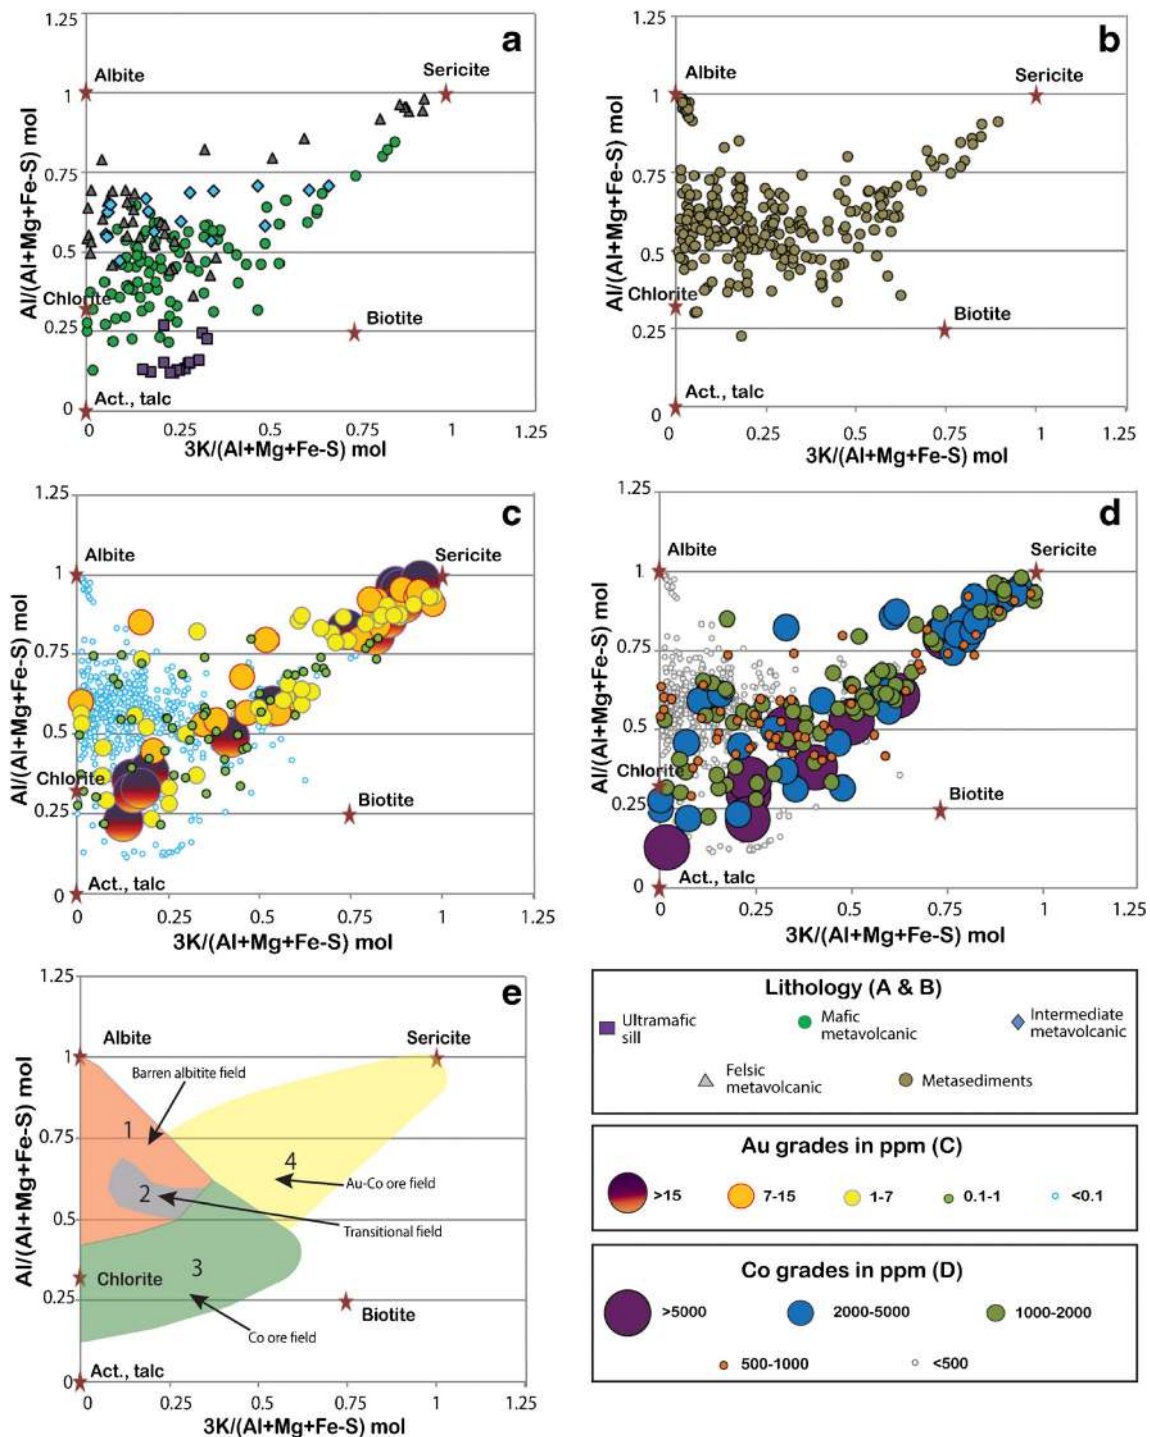 a
1.25
1
0.75
0.5
0.25
0
Al/(Al+Mg+Fe-S) mol
Albite
Sericite
Chlorite
Biotite
Act., talc
0 0.25 0.5 0.75 1 1.25
3K/(Al+Mg+Fe-S) mol
b
1.25
1
0.75
0.5
0.25
0
Al/(Al+Mg+Fe-S) mol
Albite
Sericite
Chlorite
Biotite
Act., talc
0 0.25 0.5 0.75 1 1.25
3K/(Al+Mg+Fe-S) mol
c
1.25
1
0.75
0.5
0.25
0
Al/(Al+Mg+Fe-S) mol
Albite
Sericite
Chlorite
Biotite
Act., talc
0 0.25 0.5 0.75 1 1.25
3K/(Al+Mg+Fe-S) mol
d
1.25
1
0.75
0.5
0.25
0
Al/(Al+Mg+Fe-S) mol
Albite
Sericite
Chlorite
Biotite
Act., talc
0 0.25 0.5 0.75 1 1.25
3K/(Al+Mg+Fe-S) mol
e
1.25
1
0.75
0.5
0.25
0
Al/(Al+Mg+Fe-S) mol
Albite
Sericite
Barren albitite field
1
4
Au-Co ore field
2
Transitional field
Chlorite
3
Biotite
Co ore field
Act., talc
0 0.25 0.5 0.75 1 1.25
3K/(Al+Mg+Fe-S) mol
Lithology (A & B)
Ultramafic
sill
Mafic
metavolcanic
Intermediate
metavolcanic
Felsic
metavolcanic
Metasediments
Au grades in ppm (C)
>15 7-15 1-7 0.1-1 <0.1
Co grades in ppm (D)
>5000 2000-5000 1000-2000
500-1000 <500